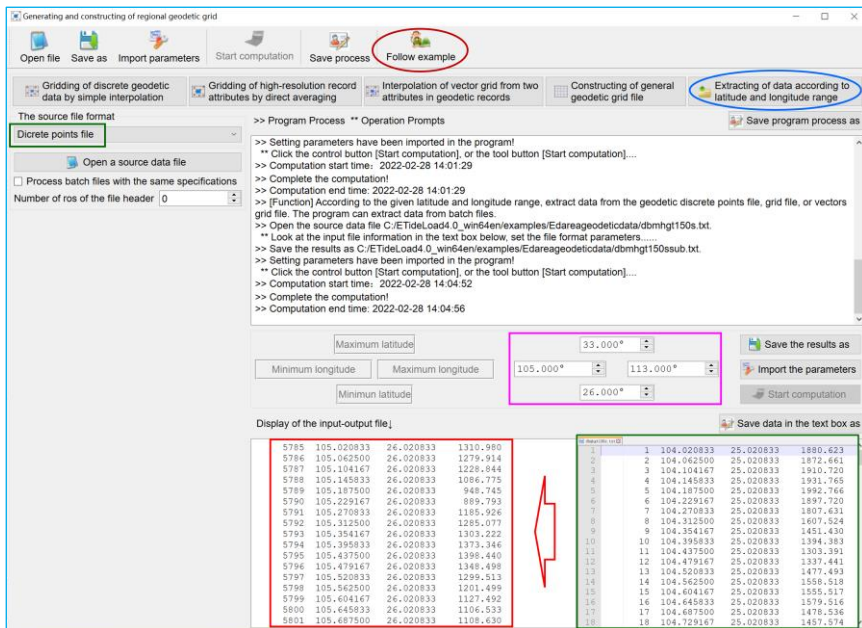 Generating and constructing of regional geodetic grid
Open file Save as Import parameters Start computation Save process Follow example
Gridding of discrete geodetic data by simple interpolation
Gridding of high-resolution record attributes by direct averaging
Interpolation of vector grid from two attributes in geodetic records
Constructing of general geodetic grid file
Extracting of data according to latitude and longitude range
The source file format
Dicrete points file
Open a source data file
Process batch files with the same specifications
Number of ros of the file header 0
>> Program Process ** Operation Prompts
Save program process as
>> Setting parameters have been imported in the program!
** Click the control button [Start computation], or the tool button [Start computation]....
>> Computation start time: 2022-02-28 14:01:29
>> Complete the computation!
>> Computation end time: 2022-02-28 14:01:29
>> [Function] According to the given latitude and longitude range, extract data from the geodetic discrete points file, grid file, or vectors
grid file. The program can extract data from batch files.
>> Open the source data file C:/ETideLoad4.0_win64en/examples/Edareageodeticdata/dbmhgt150s.txt.
** Look at the input file information in the text box below, set the file format parameters......
>> Save the results as C:/ETideLoad4.0_win64en/examples/Edareageodeticdata/dbmhgt150ssub.txt.
>> Setting parameters have been imported in the program!
** Click the control button [Start computation], or the tool button [Start computation]....
>> Computation start time: 2022-02-28 14:04:52
>> Complete the computation!
>> Computation end time: 2022-02-28 14:04:56
Maximum latitude 33.000° Save the results as
Minimum longitude Maximum longitude 105.000° 113.000° Import the parameters
Minimun latitude 26.000° Start computation
Display of the input-output file↓
Save data in the text box as
5785 105.020833 26.020833 1310.980
5786 105.062500 26.020833 1279.914
5787 105.104167 26.020833 1228.844
5788 105.145833 26.020833 1086.775
5789 105.187500 26.020833 948.745
5790 105.229167 26.020833 889.793
5791 105.270833 26.020833 1185.926
5792 105.312500 26.020833 1285.077
5793 105.354167 26.020833 1303.222
5794 105.395833 26.020833 1373.346
5795 105.437500 26.020833 1398.440
5796 105.479167 26.020833 1348.498
5797 105.520833 26.020833 1299.513
5798 105.562500 26.020833 1201.499
5799 105.604167 26.020833 1127.492
5800 105.645833 26.020833 1106.533
5801 105.687500 26.020833 1108.630
1 1 104.020833 25.020833 1880.623
2 2 104.062500 25.020833 1872.661
3 3 104.104167 25.020833 1910.720
4 4 104.145833 25.020833 1931.765
5 5 104.187500 25.020833 1992.766
6 6 104.229167 25.020833 1897.720
7 7 104.270833 25.020833 1807.631
8 8 104.312500 25.020833 1607.524
9 9 104.354167 25.020833 1451.430
10 10 104.395833 25.020833 1394.383
11 11 104.437500 25.020833 1303.391
12 12 104.479167 25.020833 1337.441
13 13 104.520833 25.020833 1477.493
14 14 104.562500 25.020833 1558.518
15 15 104.604167 25.020833 1555.517
16 16 104.645833 25.020833 1579.516
17 17 104.687500 25.020833 1478.536
18 18 104.729167 25.020833 1457.574